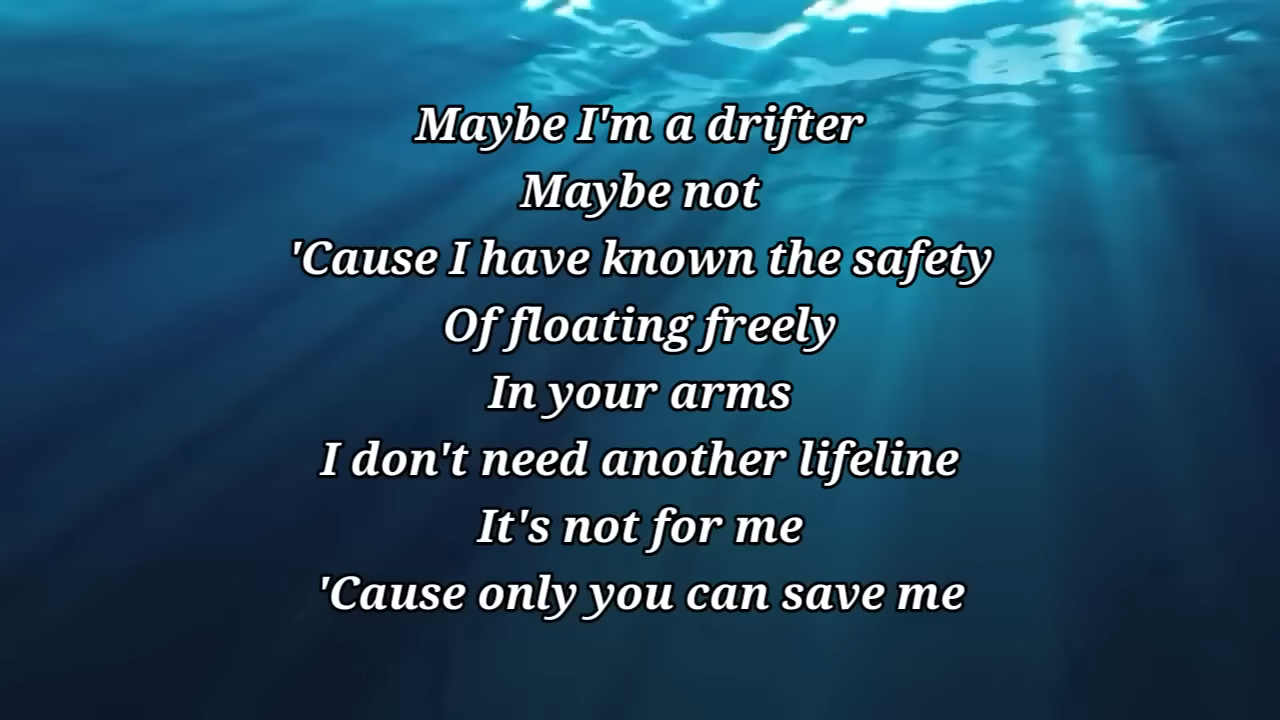 Maybe I'm a drifter
Maybe not
'Cause I have known the safety
Of floating freely
In your arms
I don't need another lifeline
It's not for me
'Cause only you can save me